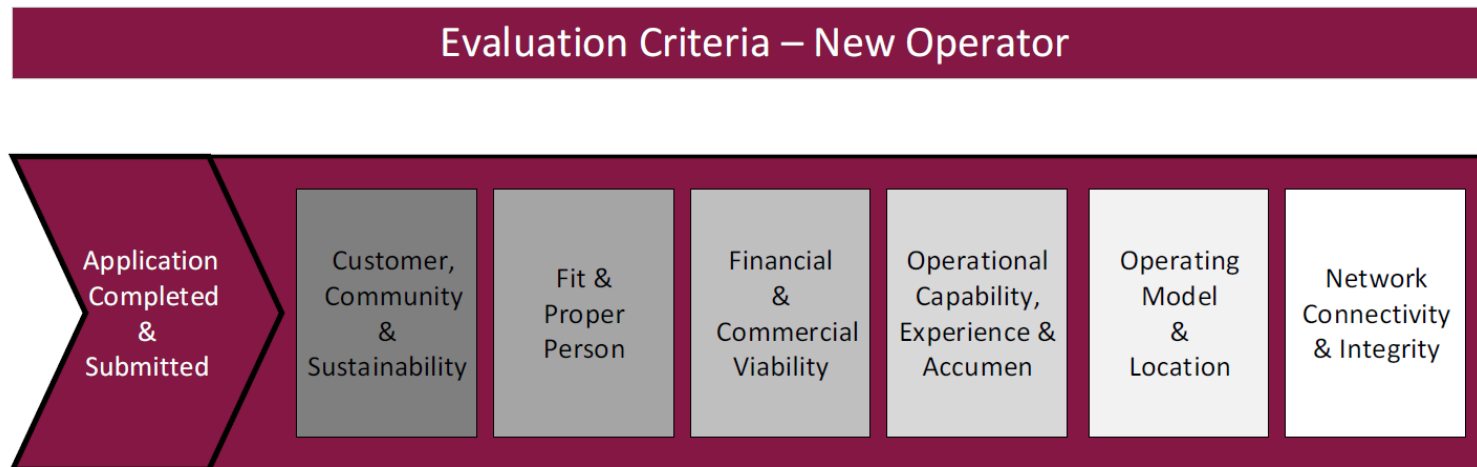 Evaluation Criteria – New Operator
Application
Completed
&
Submitted
Customer,
Community
&
Sustainability
Fit &
Proper
Person
Financial
&
Commercial
Viability
Operational
Capability,
Experience &
Accumen
Operating
Model
&
Location
Network
Connectivity
& Integrity